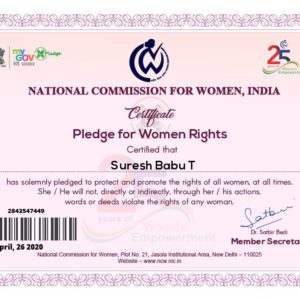 my GOV
मेरी सरकार
Pledge
25
years of
Women
Empowerment
NATIONAL COMMISSION FOR WOMEN, INDIA
Certificate
Pledge for Women Rights
Certified that
Suresh Babu T
has solemnly pledged to protect and promote the rights of all women, at all times.
She / He will not, directly or indirectly, through her / his actions,
words or deeds violate the rights of any woman.
2843547449
years of
Women
Empowerment
April, 26 2020
Dr. Satbir Bedi
Member Secreta
National Commission for Women, Plot No. 21, Jasola Institutional Area, New Delhi – 110025
Website: www.ncw.nic.in